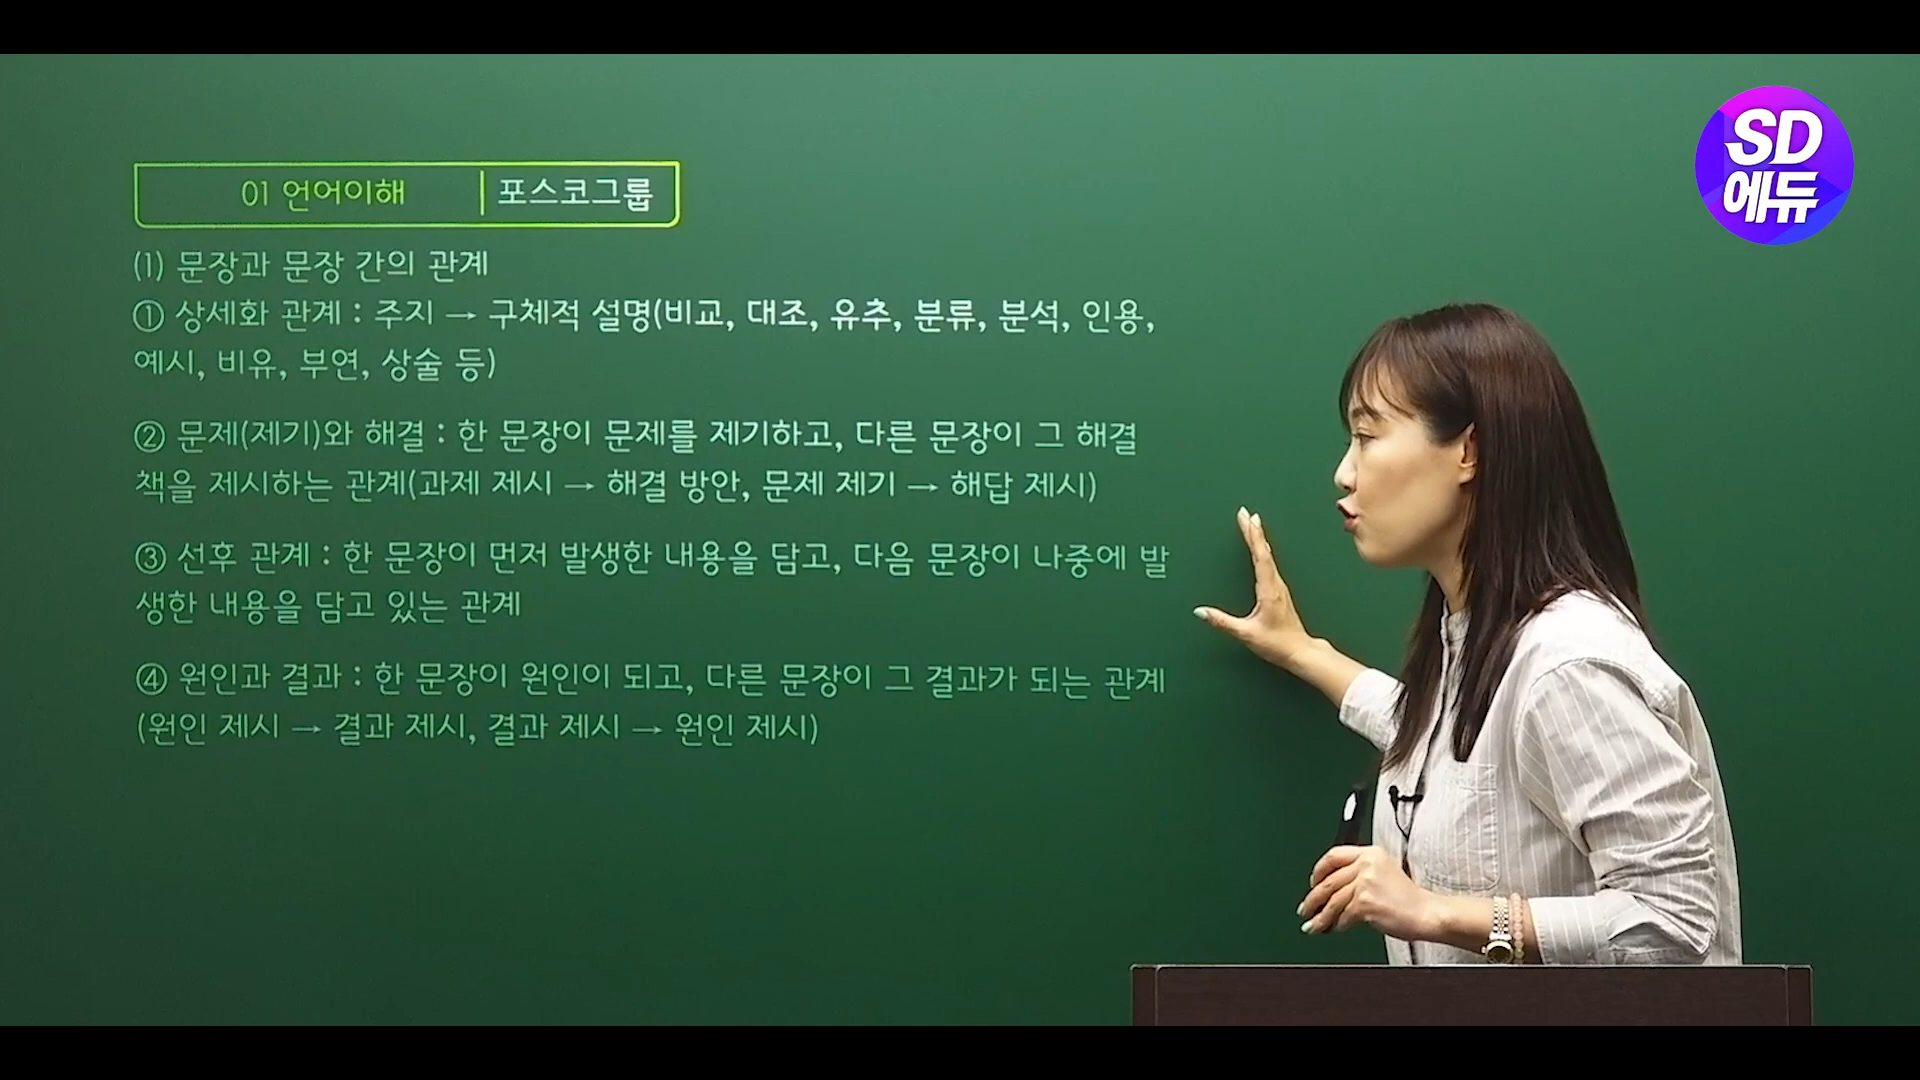 SD
에듀
01 언어이해 포스코그룹
(1) 문장과 문장 간의 관계
① 상세화 관계 : 주지 → 구체적 설명(비교, 대조, 유추, 분류, 분석, 인용,
예시, 비유, 부연, 상술 등)
② 문제(제기)와 해결 : 한 문장이 문제를 제기하고, 다른 문장이 그 해결
책을 제시하는 관계(과제 제시 → 해결 방안, 문제 제기 → 해답 제시)
③ 선후 관계 : 한 문장이 먼저 발생한 내용을 담고, 다음 문장이 나중에 발
생한 내용을 담고 있는 관계
④ 원인과 결과 : 한 문장이 원인이 되고, 다른 문장이 그 결과가 되는 관계
(원인 제시 → 결과 제시, 결과 제시 → 원인 제시)